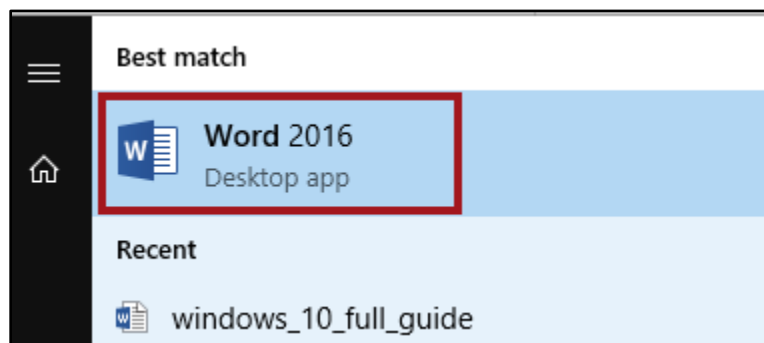 Best match
Word 2016
Desktop app
Recent
windows_10_full_guide